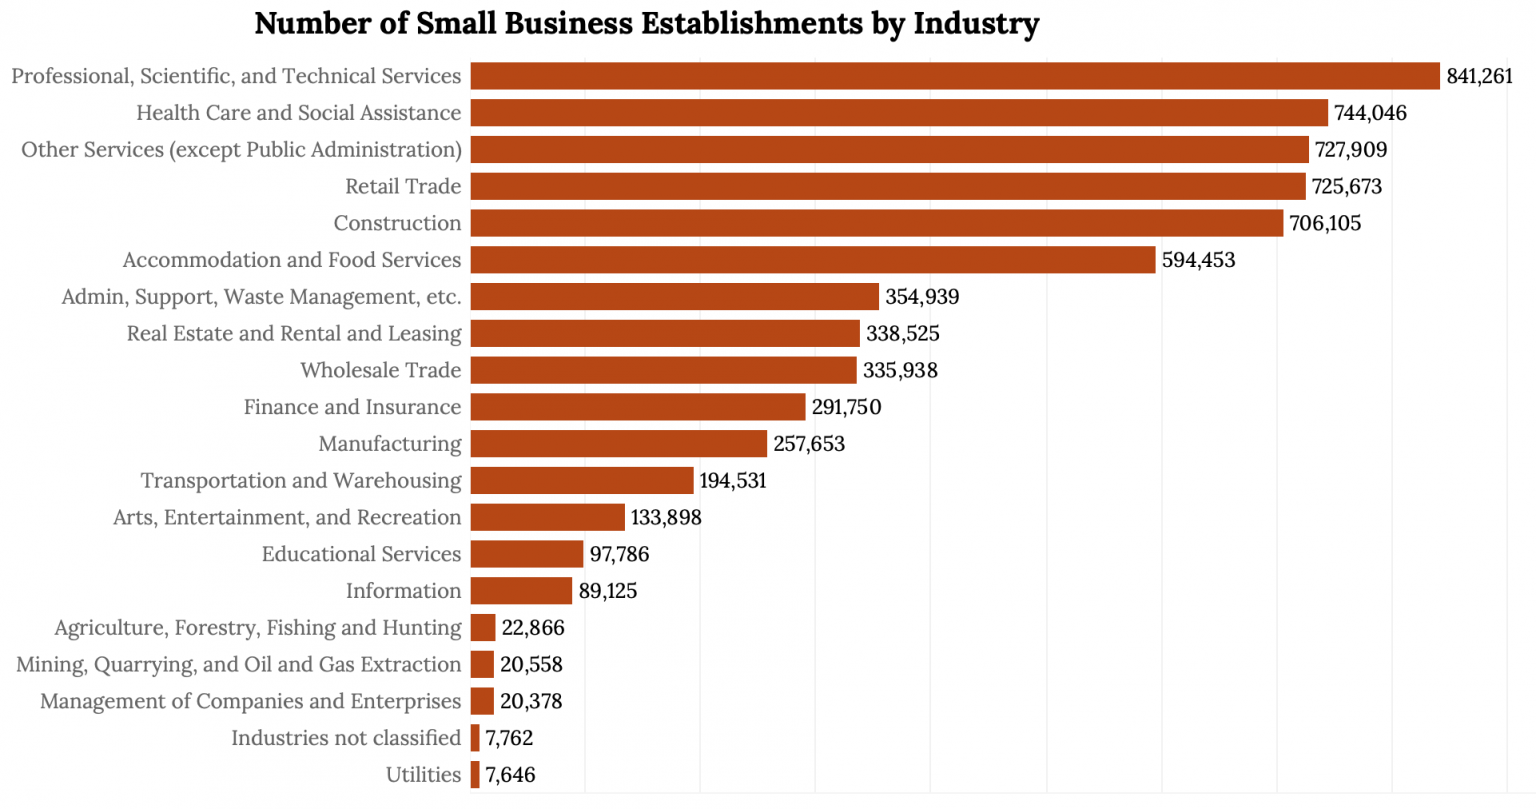 Number of Small Business Establishments by Industry
Professional, Scientific, and Technical Services 841,261
Health Care and Social Assistance 744,046
Other Services (except Public Administration) 727,909
Retail Trade 725,673
Construction 706,105
Accommodation and Food Services 594,453
Admin, Support, Waste Management, etc. 354,939
Real Estate and Rental and Leasing 338,525
Wholesale Trade 335,938
Finance and Insurance 291,750
Manufacturing 257,653
Transportation and Warehousing 194,531
Arts, Entertainment, and Recreation 133,898
Educational Services 97,786
Information 89,125
Agriculture, Forestry, Fishing and Hunting 22,866
Mining, Quarrying, and Oil and Gas Extraction 20,558
Management of Companies and Enterprises 20,378
Industries not classified 7,762
Utilities 7,646